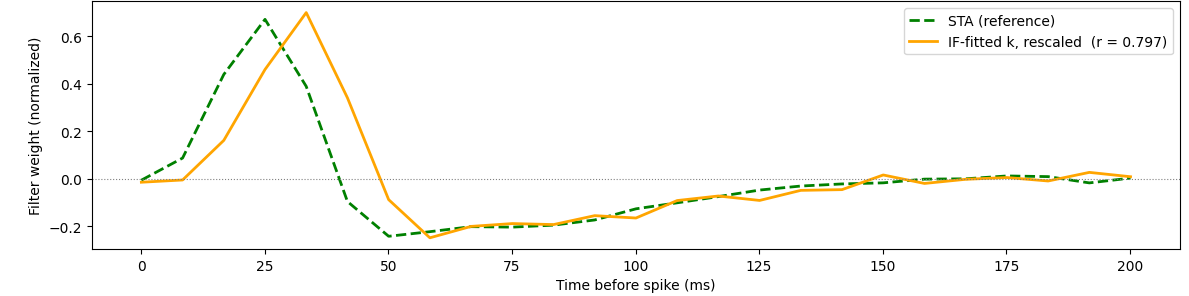 STA (reference)
IF-fitted k, rescaled  (r = 0.797)
Filter weight (normalized)
0.6
0.4
0.2
0.0
−0.2
0 25 50 75 100 125 150 175 200
Time before spike (ms)